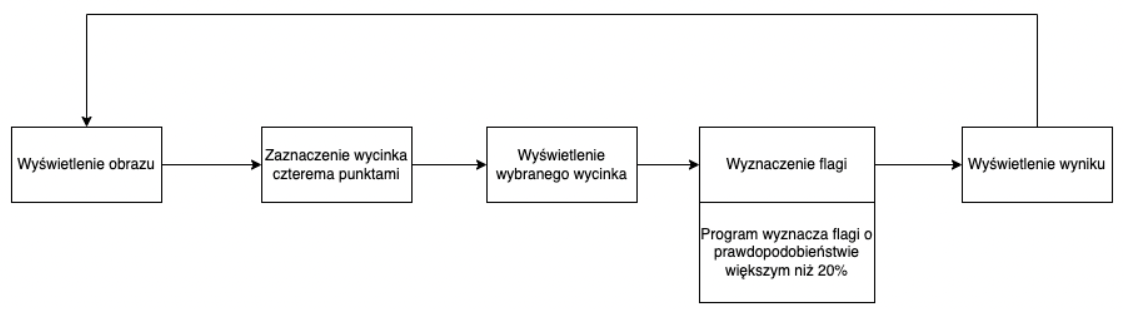 Wyświetlenie obrazu
Zaznaczenie wycinka
czterema punktami
Wyświetlenie
wybranego wycinka
Wyznaczenie flagi
Program wyznacza flagi o
prawdopodobieństwie
większym niż 20%
Wyświetlenie wyniku